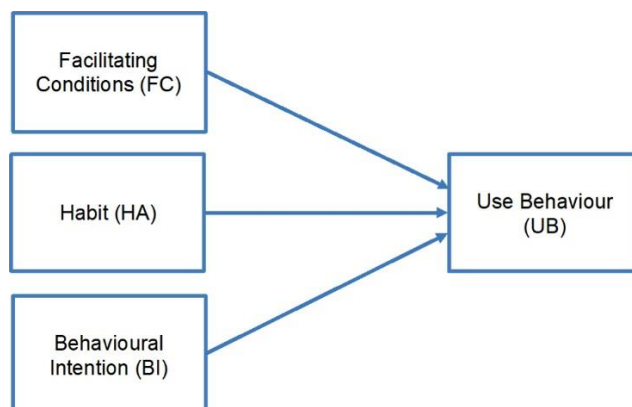 Facilitating
Conditions (FC)
Habit (HA)
Use Behaviour
(UB)
Behavioural
Intention (BI)